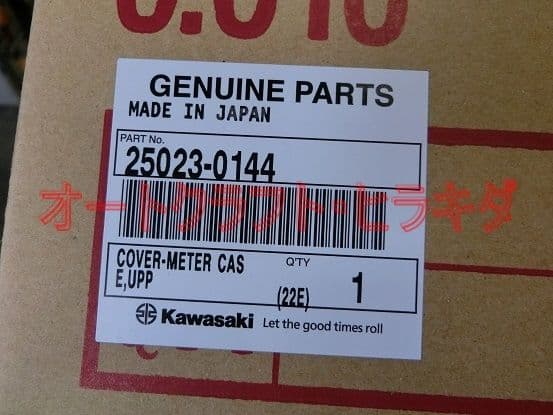 GENUINE PARTS
MADE IN JAPAN
PART No.
25023-0144
オートクラフト・ヒラキダ
COVER-METER CAS
E,UPP
Q'TY
(22E)
1
Kawasaki
Let the good times roll